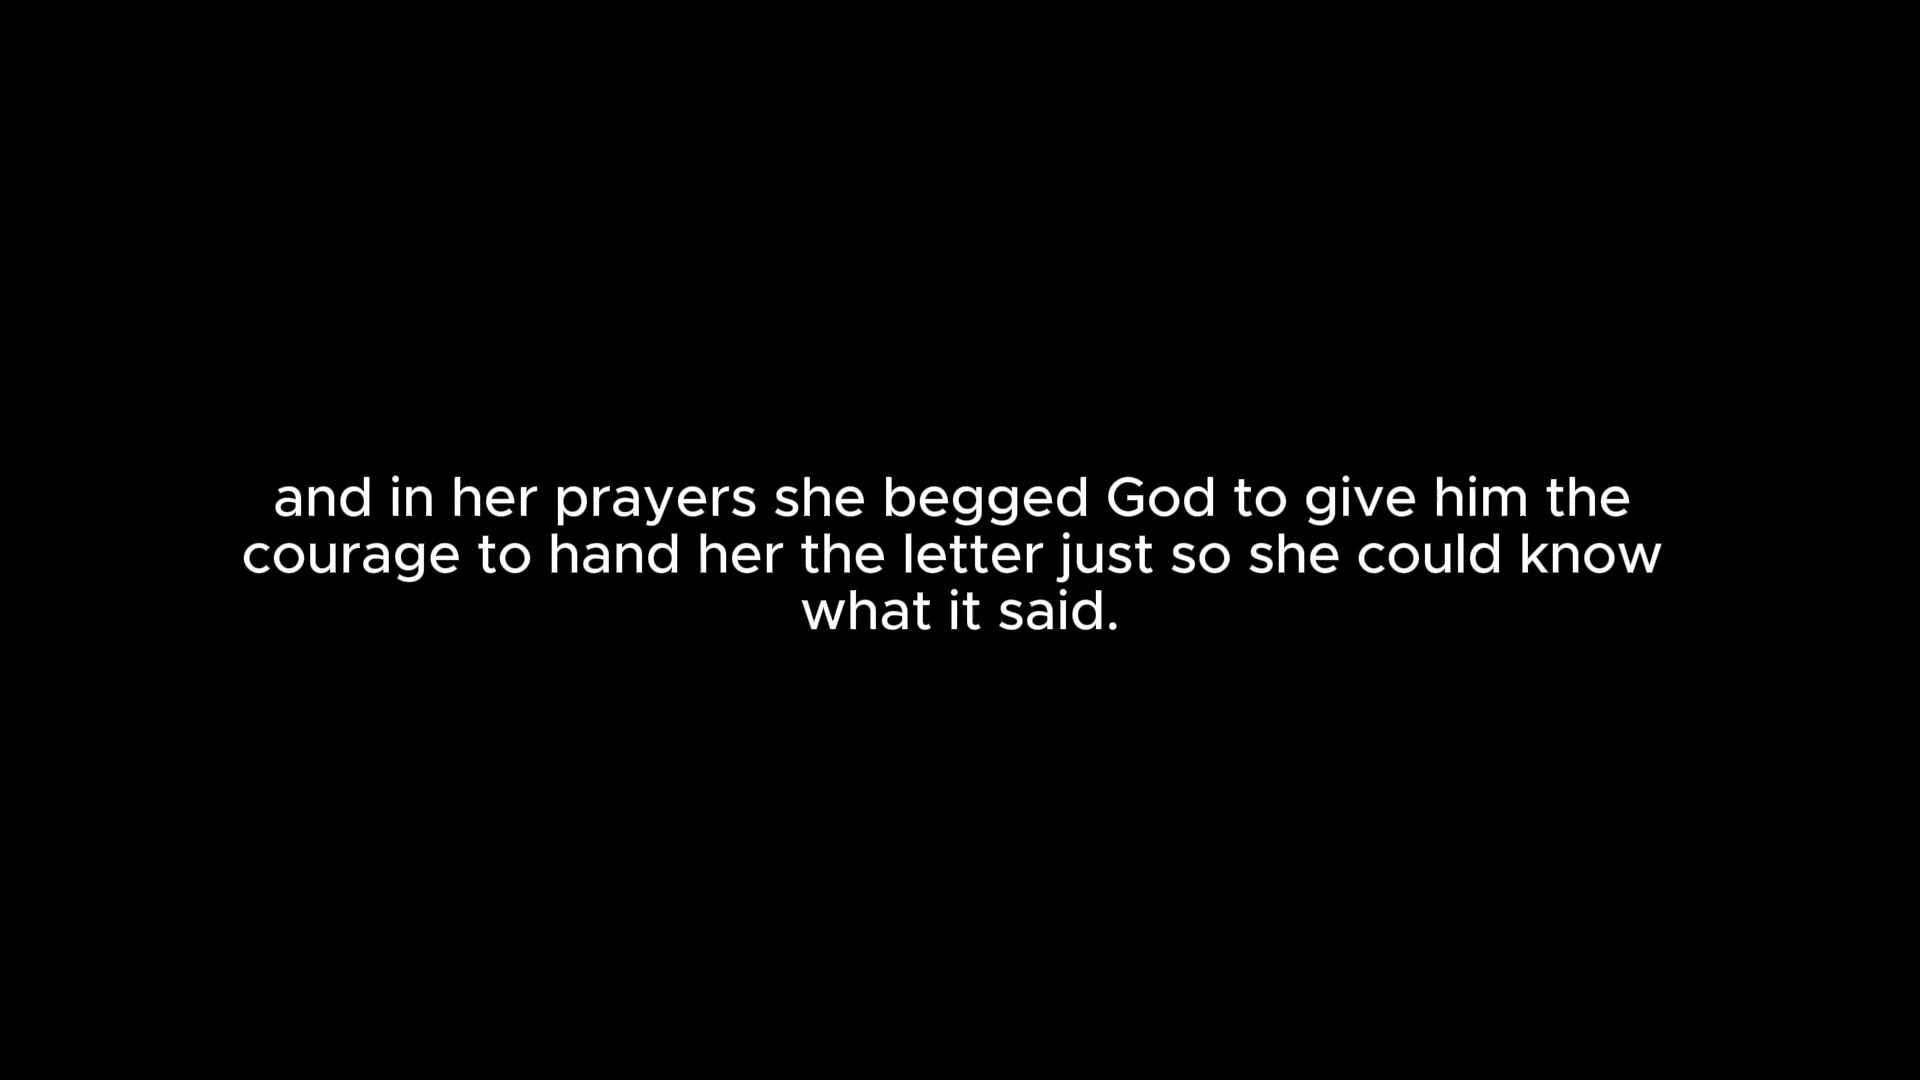 and in her prayers she begged God to give him the
courage to hand her the letter just so she could know
what it said.